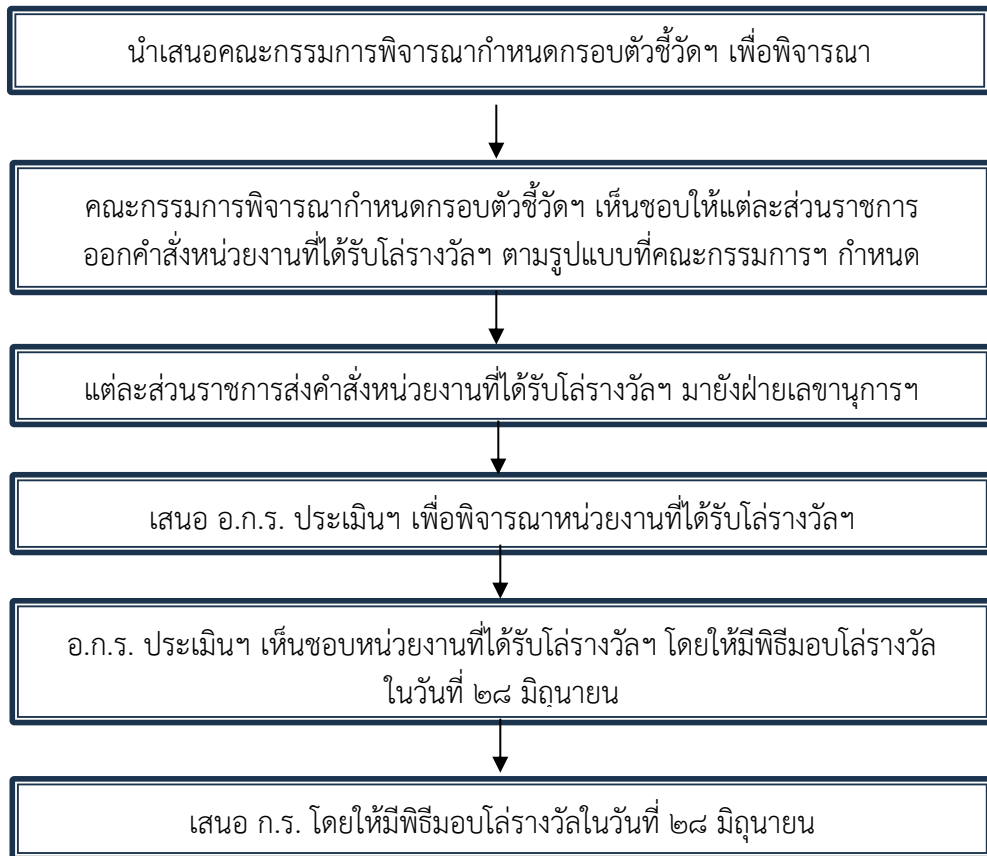 นำเสนอคณะกรรมการพิจารณากำหนดกรอบตัวชี้วัดฯ เพื่อพิจารณา
คณะกรรมการพิจารณากำหนดกรอบตัวชี้วัดฯ เห็นชอบให้แต่ละส่วนราชการ
ออกคำสั่งหน่วยงานที่ได้รับโล่รางวัลฯ ตามรูปแบบที่คณะกรรมการฯ กำหนด
แต่ละส่วนราชการส่งคำสั่งหน่วยงานที่ได้รับโล่รางวัลฯ มายังฝ่ายเลขานุการฯ
เสนอ อ.ก.ร. ประเมินฯ เพื่อพิจารณาหน่วยงานที่ได้รับโล่รางวัลฯ
อ.ก.ร. ประเมินฯ เห็นชอบหน่วยงานที่ได้รับโล่รางวัลฯ โดยให้มีพิธีมอบโล่รางวัล
ในวันที่ ๒๘ มิถุนายน
เสนอ ก.ร. โดยให้มีพิธีมอบโล่รางวัลในวันที่ ๒๘ มิถุนายน